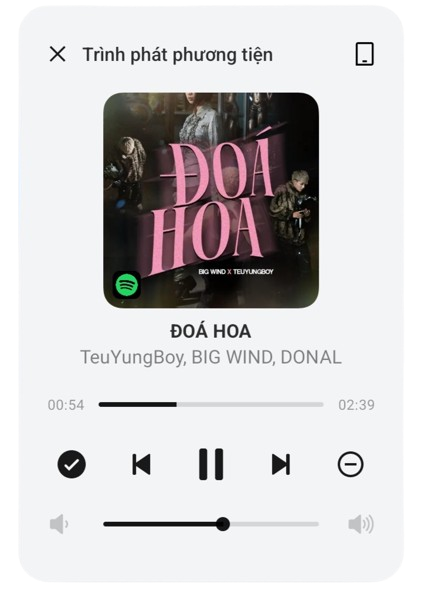 Trình phát phương tiện
ĐOÁ
HOA
BIG WIND X TEUYUNGBOY
ĐOÁ HOA
TeuYungBoy, BIG WIND, DONAL
00:54
02:39